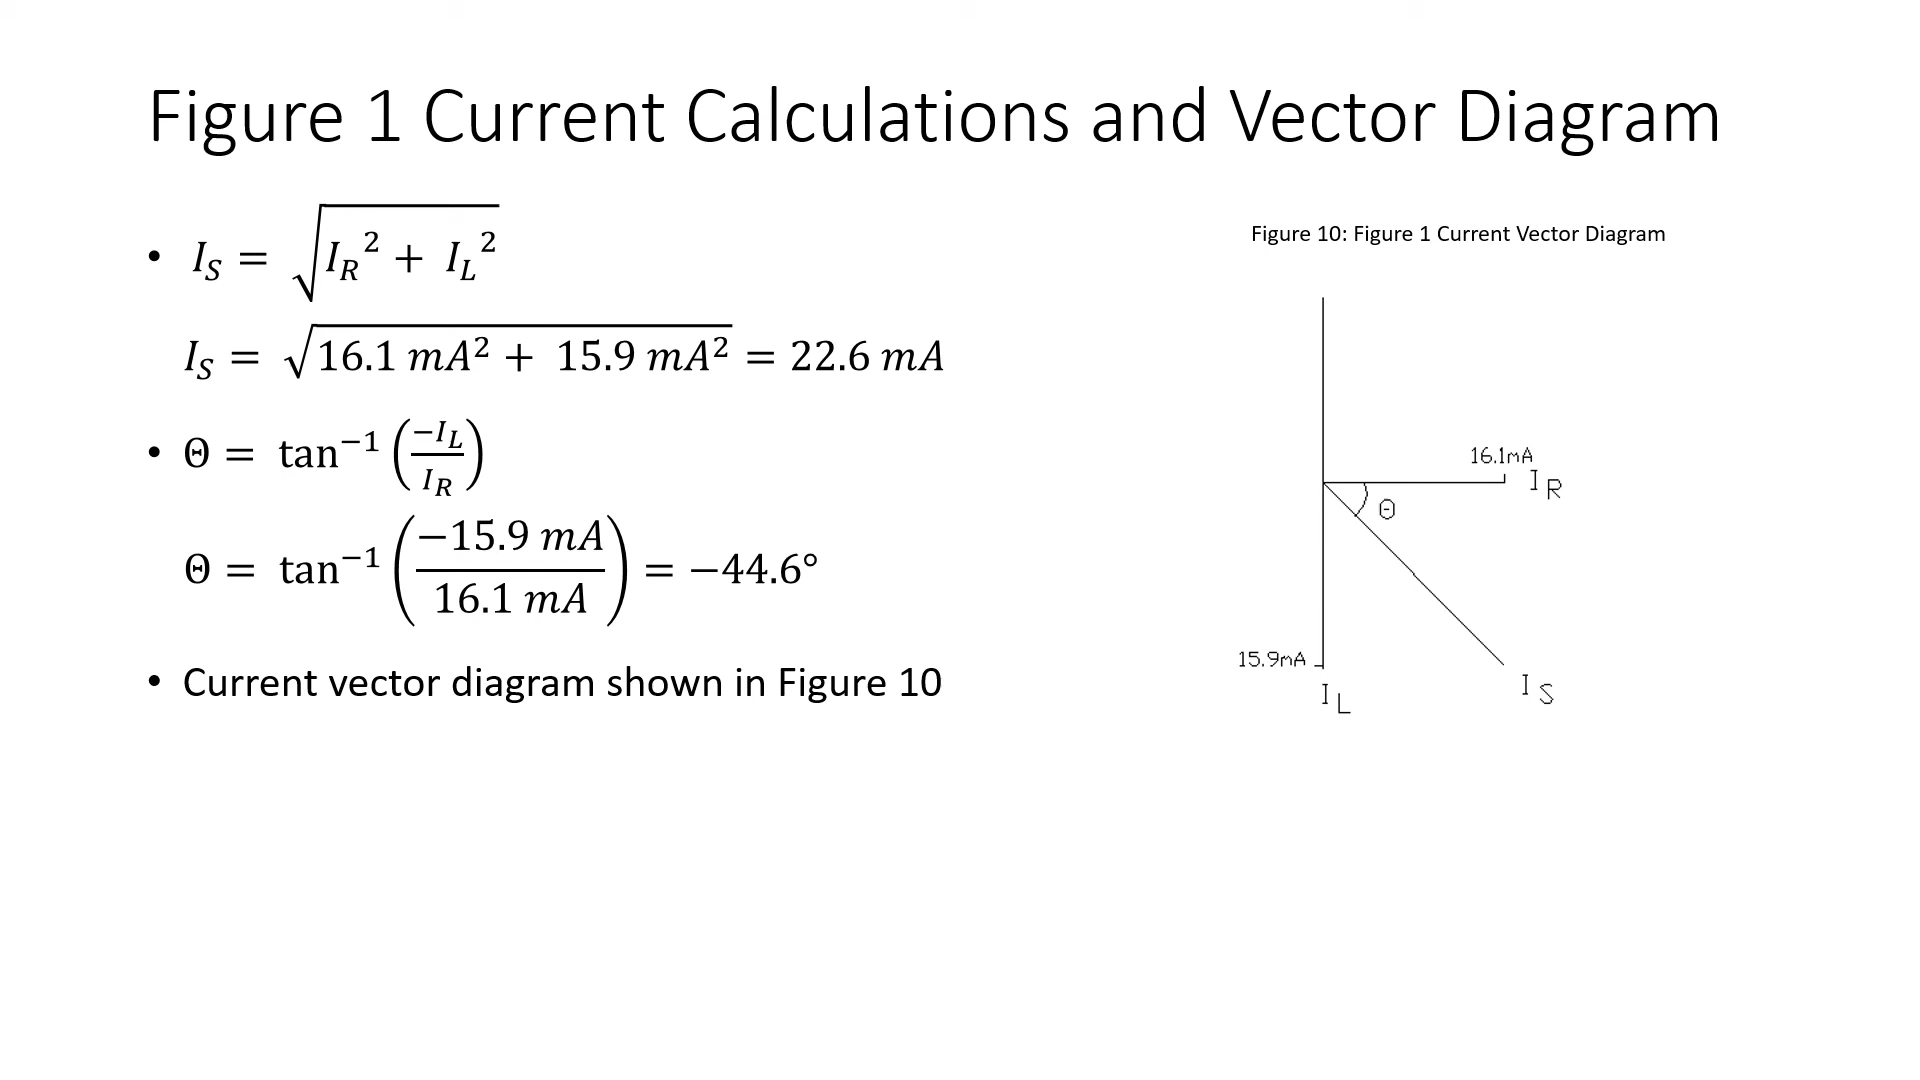 Figure 1 Current Calculations and Vector Diagram
• I_S = √(I_R² + I_L²)
I_S = √(16.1 mA² + 15.9 mA²) = 22.6 mA
• Θ = tan⁻¹(−I_L / I_R)
Θ = tan⁻¹(−15.9 mA / 16.1 mA) = −44.6°
• Current vector diagram shown in Figure 10
Figure 10: Figure 1 Current Vector Diagram
16.1mA
I_R
Θ
15.9mA
I_L
I_S